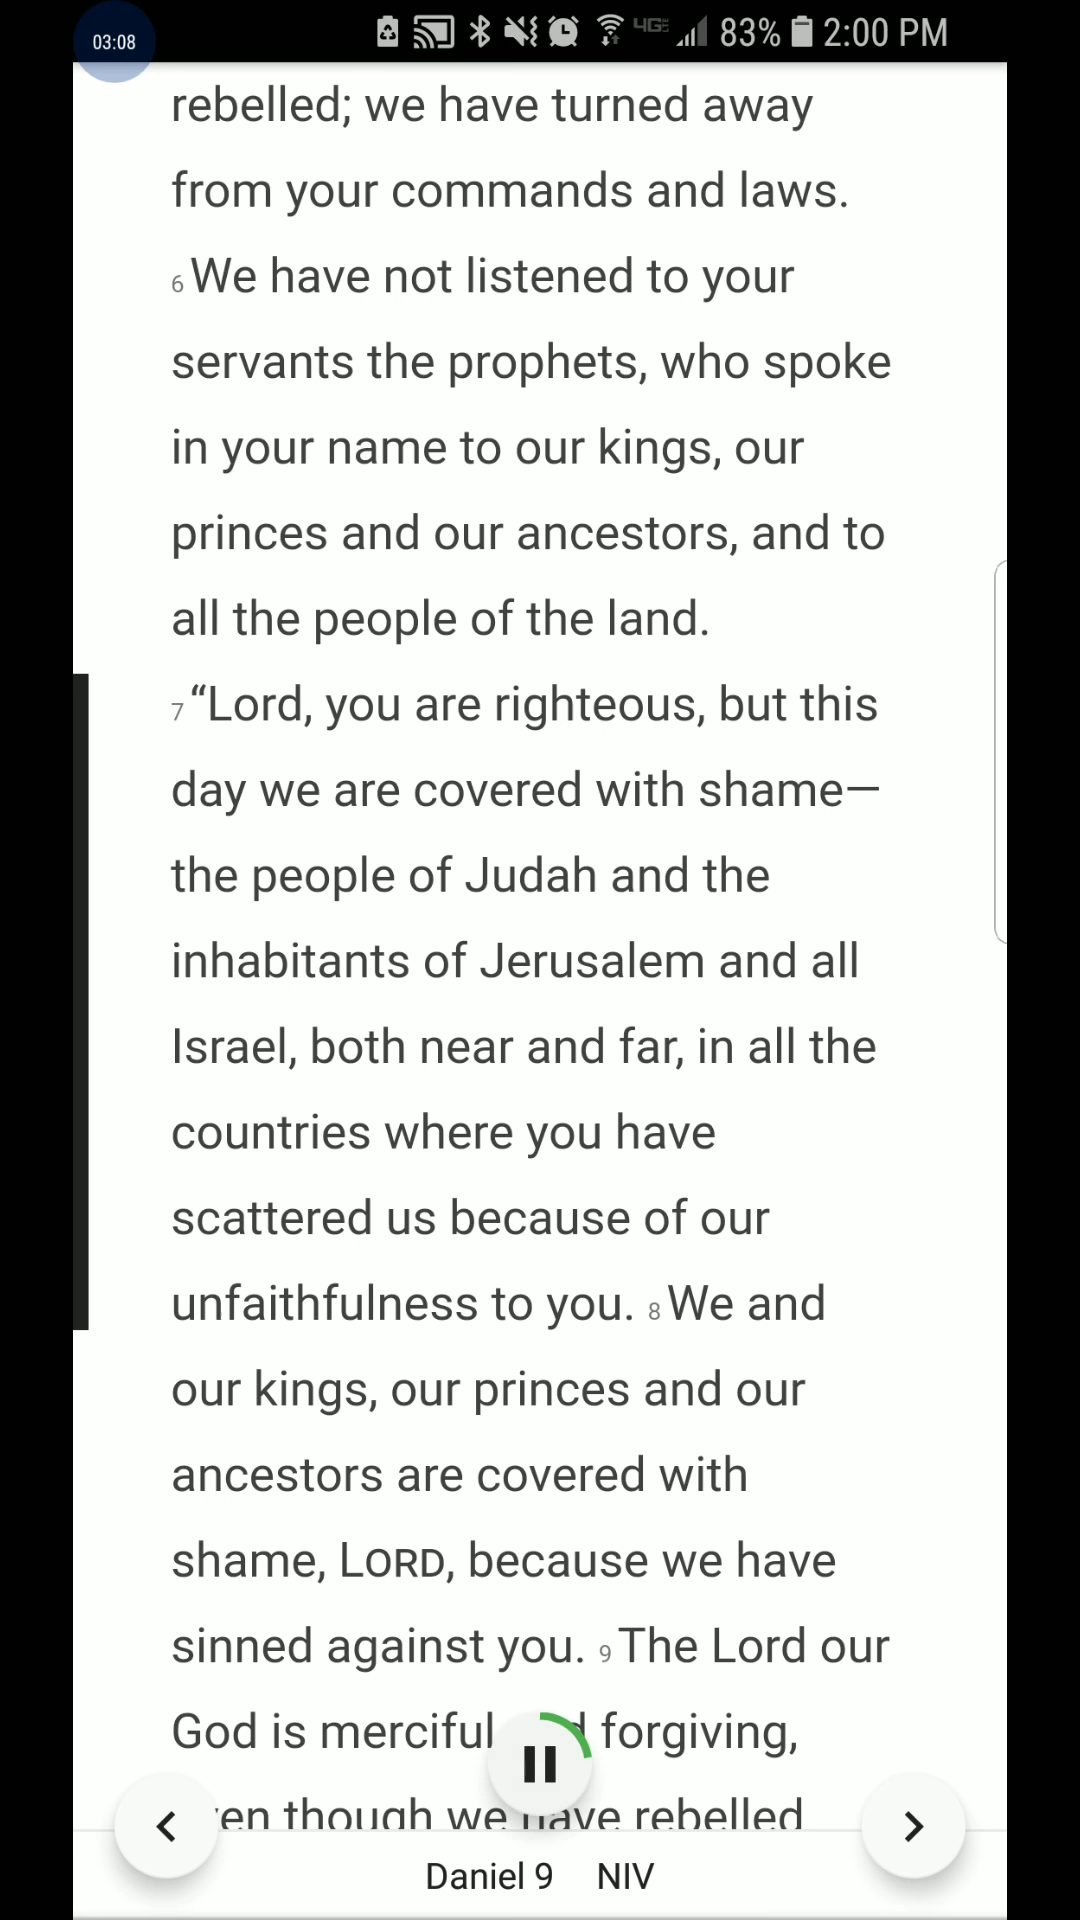 03:08
4GE 83% 2:00 PM
rebelled; we have turned away
from your commands and laws.
6 We have not listened to your
servants the prophets, who spoke
in your name to our kings, our
princes and our ancestors, and to
all the people of the land.
7 “Lord, you are righteous, but this
day we are covered with shame—
the people of Judah and the
inhabitants of Jerusalem and all
Israel, both near and far, in all the
countries where you have
scattered us because of our
unfaithfulness to you. 8 We and
our kings, our princes and our
ancestors are covered with
shame, LORD, because we have
sinned against you. 9 The Lord our
God is merciful forgiving,
though we have rebelled
Daniel 9 NIV